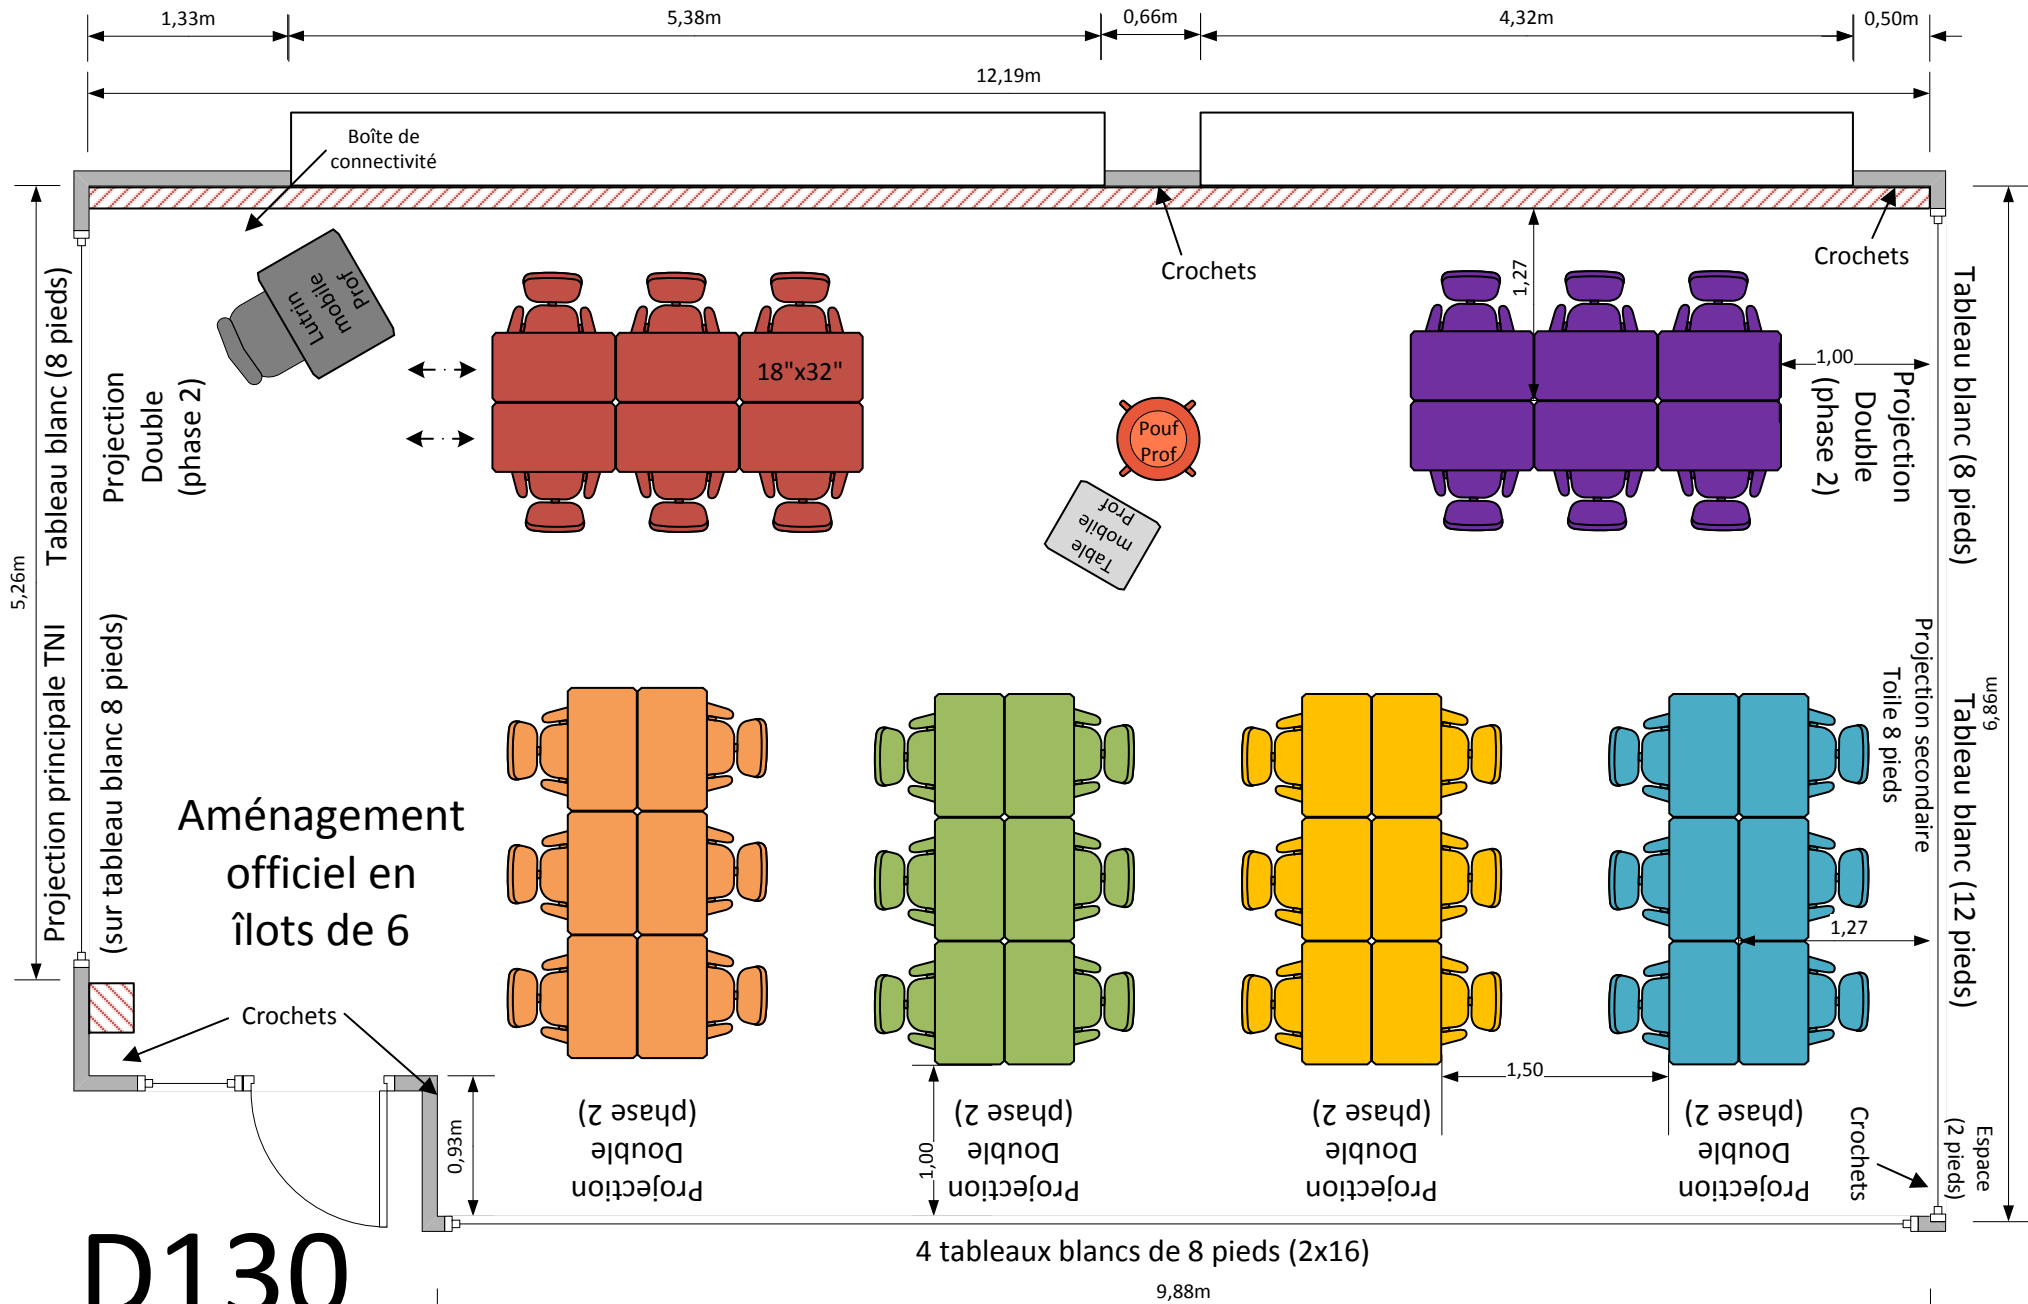 1,33m
5,38m
0,66m
4,32m
0,50m
12,19m
Boîte de
connectivité
Crochets
Crochets
1,27
Lutrin
mobile
Prof
18"x32"
Pouf
Prof
Table
mobile
Prof
1,00
Projection
Double
(phase 2)
Tableau blanc (8 pieds)
Tableau blanc (8 pieds)
Projection
Double
(phase 2)
5,26m
Projection principale TNI
(sur tableau blanc 8 pieds)
Projection secondaire
Toile 8 pieds
Tableau blanc (12 pieds)
6,86m
Aménagement
officiel en
îlots de 6
1,27
Crochets
1,50
0,93m
1,00
Projection
Double
(phase 2)
Projection
Double
(phase 2)
Projection
Double
(phase 2)
Projection
Double
(phase 2)
Crochets
Espace
(2 pieds)
D130
4 tableaux blancs de 8 pieds (2x16)
9,88m